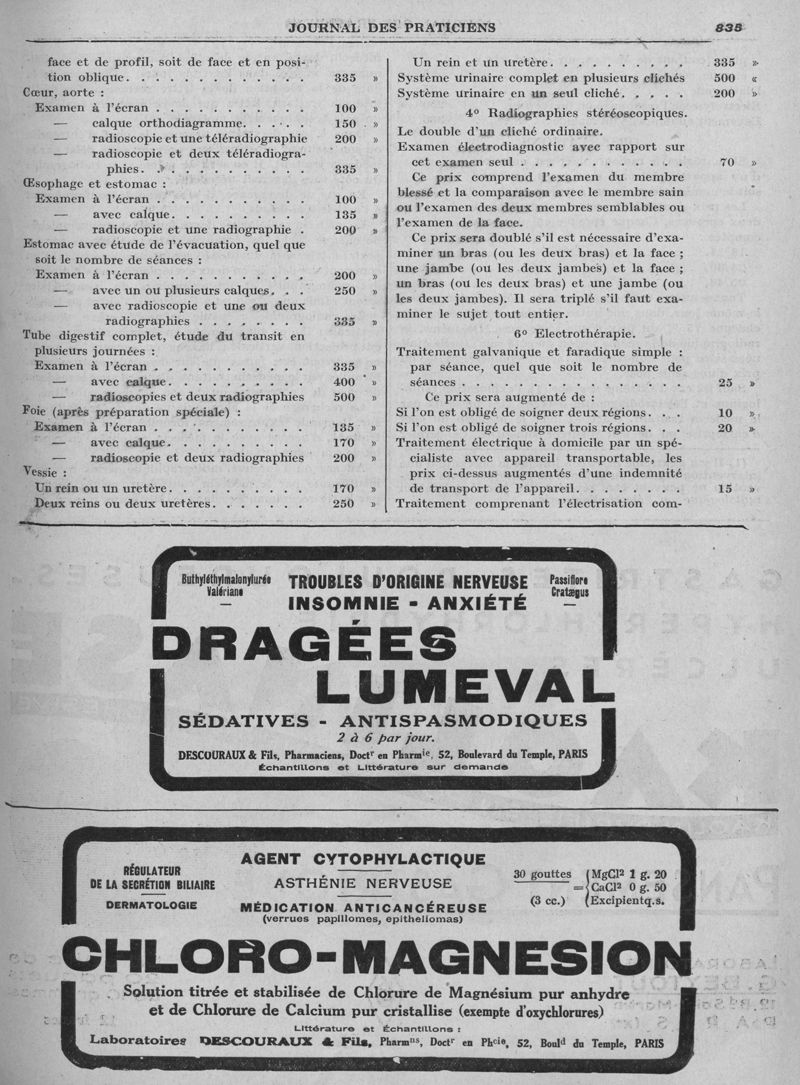 JOURNAL DES PRATICIENS 835
face et de profil, soit de face et en posi-
tion oblique. . . . . . . . . . . . . 335 »
Cœur, aorte :
Examen à l'écran . . . . . . . . . . . 100 »
— calque orthodiagramme. . . . . 150 »
— radioscopie et une téléradiographie 200 »
— radioscopie et deux téléradiogra-
phies. . . . . . . . . . . . 335 »
Œsophage et estomac :
Examen à l'écran . . . . . . . . . . . 100 »
— avec calque. . . . . . . . . . 135 »
— radioscopie et une radiographie . 200 »
Estomac avec étude de l'évacuation, quel que
soit le nombre de séances :
Examen à l'écran . . . . . . . . . . . 200 »
— avec un ou plusieurs calques. . . 250 »
— avec radioscopie et une ou deux
radiographies . . . . . . . . 335 »
Tube digestif complet, étude du transit en
plusieurs journées :
Examen à l'écran . . . . . . . . . . . 335 »
— avec calque. . . . . . . . . . 400 »
— radioscopies et deux radiographies 500 »
Foie (après préparation spéciale) :
Examen à l'écran . . . . . . . . . . . 135 »
— avec calque. . . . . . . . . . 170 »
— radioscopie et deux radiographies 200 »
Vessie :
Un rein ou un uretère. . . . . . . . . . 170 »
Deux reins ou deux uretères. . . . . . . 250 »
Un rein et un uretère. . . . . . . . . . 335 »
Système urinaire complet en plusieurs clichés 500 «
Système urinaire en un seul cliché. . . . . 200 »
4° Radiographies stéréoscopiques.
Le double d'un cliché ordinaire.
Examen électrodiagnostic avec rapport sur
cet examen seul . . . . . . . . . . . . 70 »
Ce prix comprend l'examen du membre
blessé et la comparaison avec le membre sain
ou l'examen des deux membres semblables ou
l'examen de la face.
Ce prix sera doublé s'il est nécessaire d'exa-
miner un bras (ou les deux bras) et la face ;
une jambe (ou les deux jambes) et la face ;
un bras (ou les deux bras) et une jambe (ou
les deux jambes). Il sera triplé s'il faut exa-
miner le sujet tout entier.
6° Electrothérapie.
Traitement galvanique et faradique simple :
par séance, quel que soit le nombre de
séances . . . . . . . . . . . . . . . . 25 »
Ce prix sera augmenté de :
Si l'on est obligé de soigner deux régions. . . 10 »
Si l'on est obligé de soigner trois régions. . . 20 »
Traitement électrique à domicile par un spé-
cialiste avec appareil transportable, les
prix ci-dessus augmentés d'une indemnité
de transport de l'appareil. . . . . . . . 15 »
Traitement comprenant l'électrisation com-
Buthyléthylmalonylurée TROUBLES D'ORIGINE NERVEUSE Passiflore
Valériane — INSOMNIE - ANXIÉTÉ Cratægus —
DRAGÉES
LUMEVAL
SÉDATIVES - ANTISPASMODIQUES
2 à 6 par jour.
DESCOURAUX & Fils, Pharmaciens, Doctr en Pharmie, 52, Boulevard du Temple, PARIS
Échantillons et Littérature sur demande
RÉGULATEUR
DE LA SECRÉTION BILIAIRE
DERMATOLOGIE
AGENT CYTOPHYLACTIQUE
ASTHÉNIE NERVEUSE
MÉDICATION ANTICANCÉREUSE
(verrues papillomes, epitheliomas)
30 gouttes (3 cc.) =
MgCl² 1 g. 20
CaCl² 0 g. 50
Excipientq.s.
CHLORO-MAGNESION
Solution titrée et stabilisée de Chlorure de Magnésium pur anhydre
et de Chlorure de Calcium pur cristallise (exempte d'oxychlorures)
Littérature et Échantillons :
Laboratoires DESCOURAUX & Fils, Pharmns, Doctr en Phcie, 52, Bould du Temple, PARIS